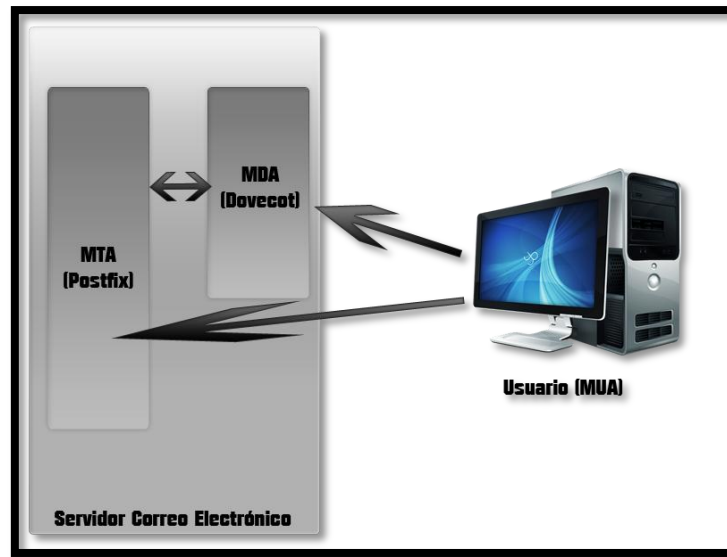 MDA
(Dovecot)
MTA
(Postfix)
Usuario (MUA)
Servidor Correo Electrónico